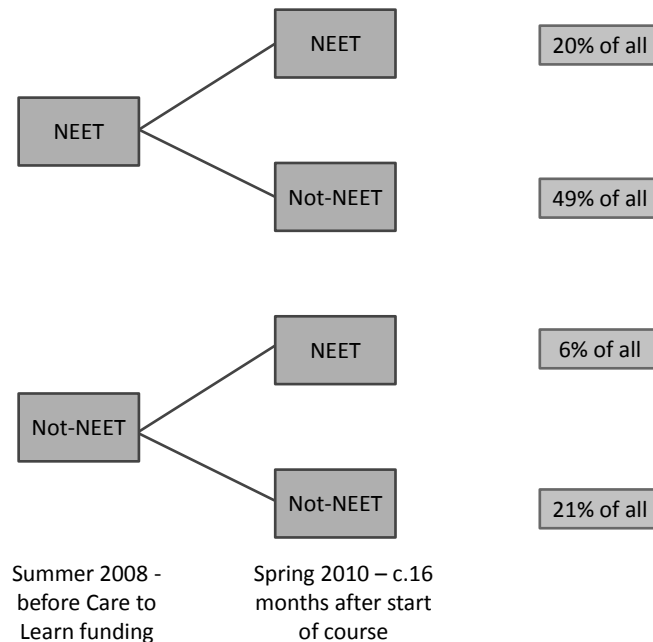 NEET
20% of all
NEET
Not-NEET
49% of all
NEET
6% of all
Not-NEET
Not-NEET
21% of all
Summer 2008 -
before Care to
Learn funding
Spring 2010 – c.16
months after start
of course